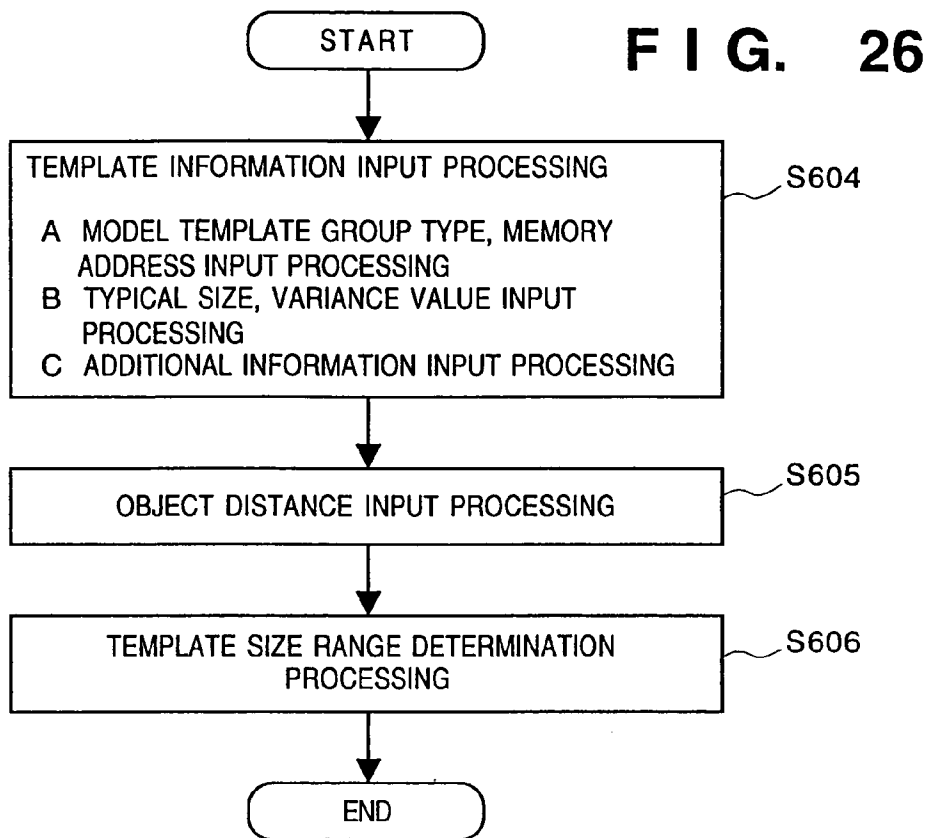 START
FIG. 26
TEMPLATE INFORMATION INPUT PROCESSING
A MODEL TEMPLATE GROUP TYPE, MEMORY
ADDRESS INPUT PROCESSING
B TYPICAL SIZE, VARIANCE VALUE INPUT
PROCESSING
C ADDITIONAL INFORMATION INPUT PROCESSING
S604
OBJECT DISTANCE INPUT PROCESSING
S605
TEMPLATE SIZE RANGE DETERMINATION
PROCESSING
S606
END